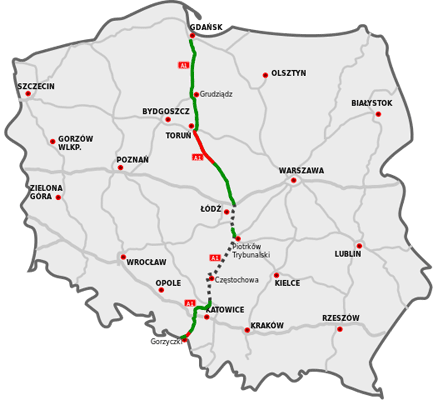 GDAŃSK
A1
OLSZTYN
SZCZECIN
Grudziądz
BIAŁYSTOK
BYDGOSZCZ
TORUŃ
GORZÓW
WLKP.
A1
POZNAŃ
WARSZAWA
ZIELONA
GÓRA
ŁÓDŹ
Piotrków
Trybunalski
LUBLIN
A1
WROCŁAW
Częstochowa
OPOLE
KIELCE
A1
KATOWICE
KRAKÓW
RZESZÓW
Gorzyczki